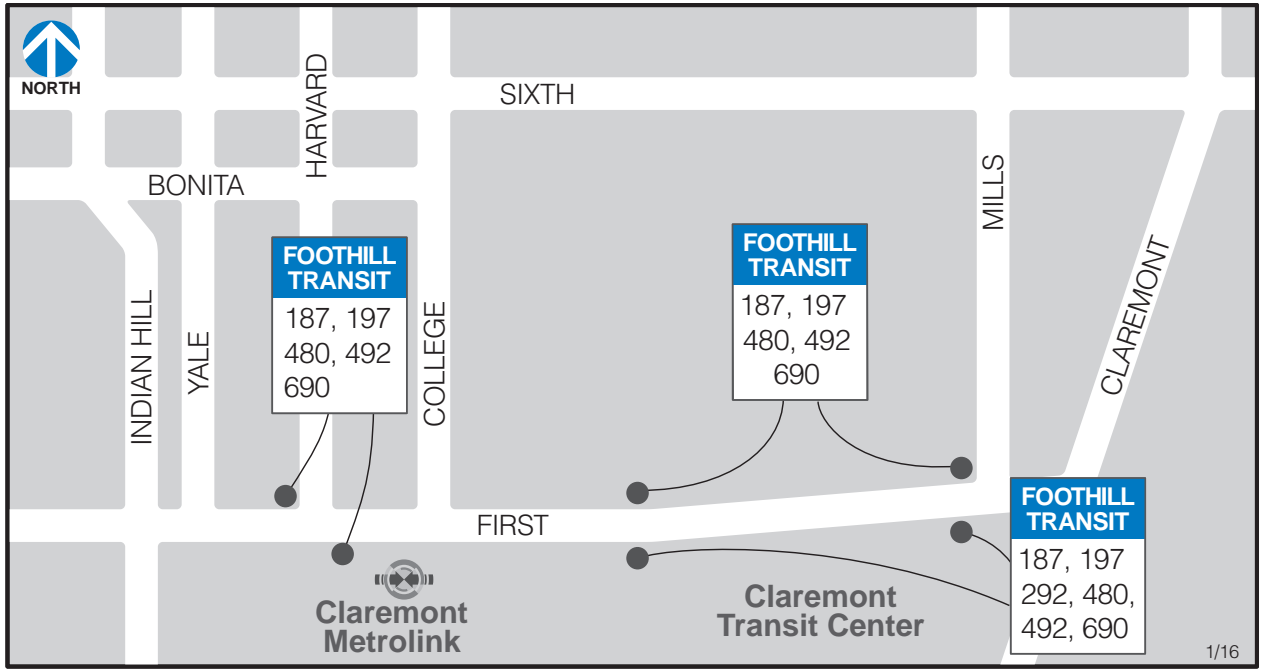 NORTH
HARVARD
SIXTH
BONITA
MILLS
FOOTHILL
TRANSIT
187, 197
480, 492
690
FOOTHILL
TRANSIT
187, 197
480, 492
690
INDIAN HILL
YALE
COLLEGE
CLAREMONT
FIRST
FOOTHILL
TRANSIT
187, 197
292, 480,
492, 690
Claremont
Metrolink
Claremont
Transit Center
1/16